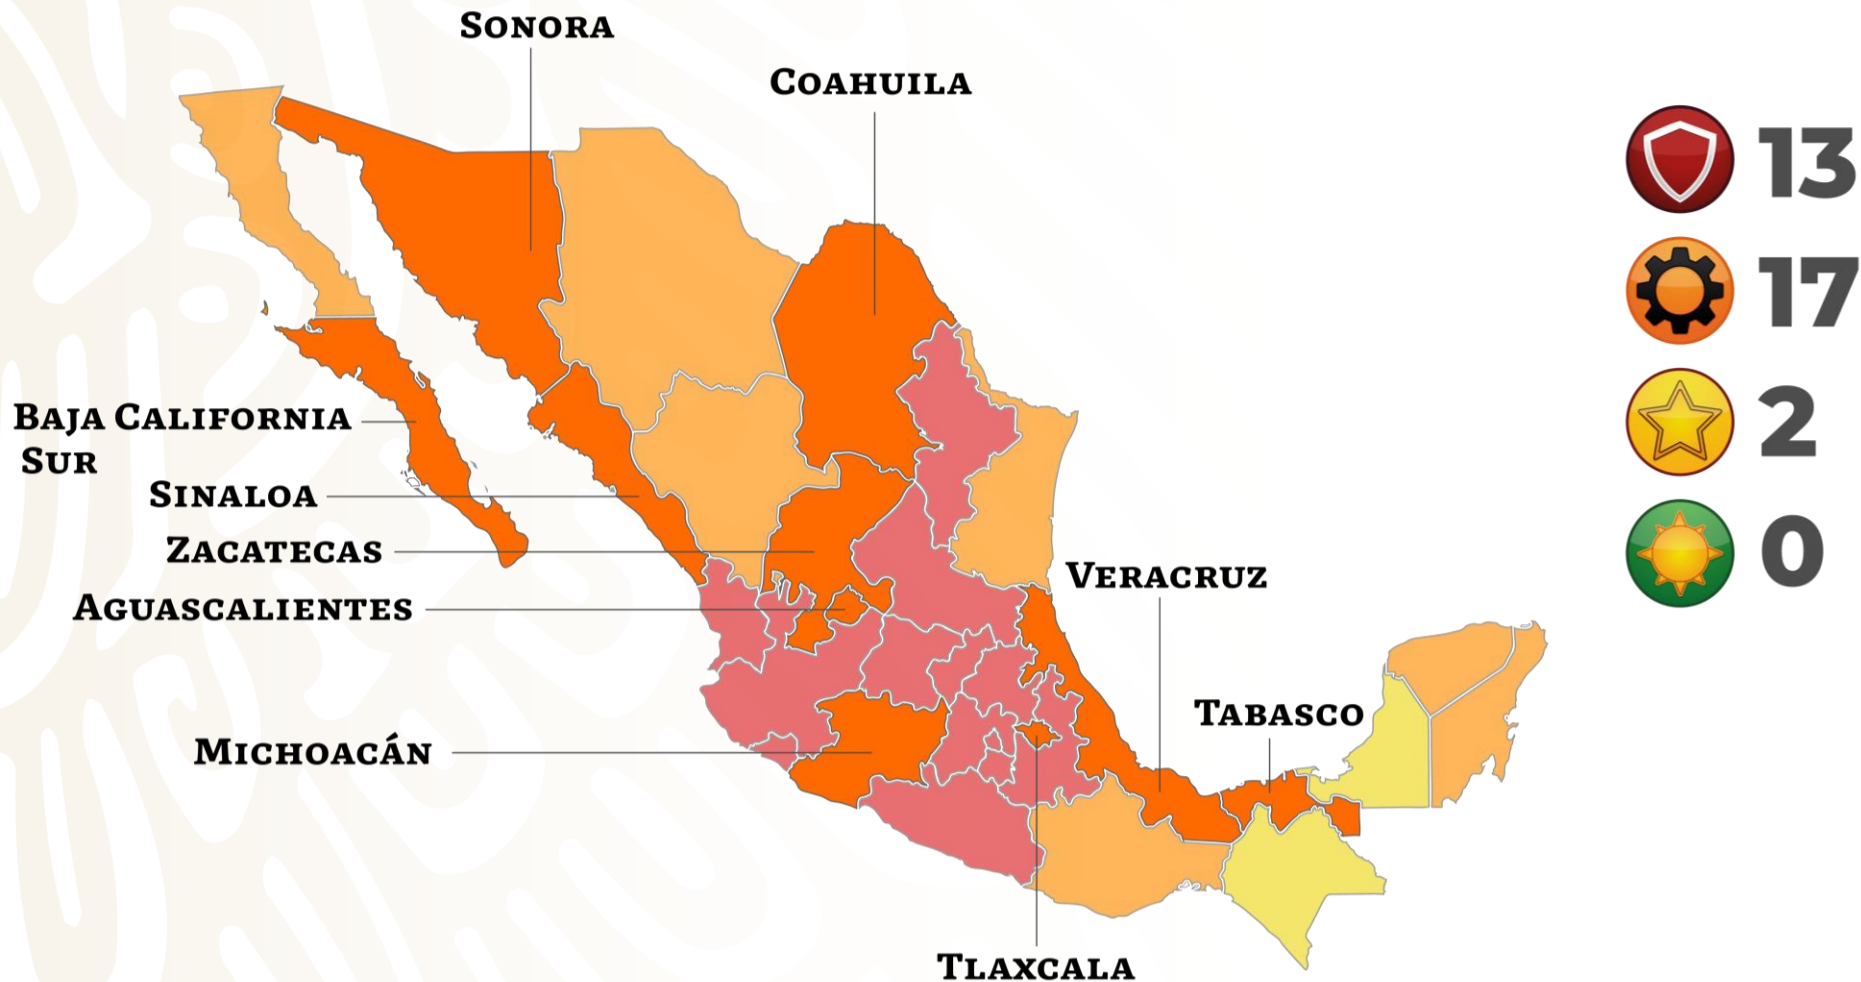 SONORA
COAHUILA
BAJA CALIFORNIA
SUR
SINALOA
ZACATECAS
AGUASCALIENTES
MICHOACÁN
VERACRUZ
TABASCO
TLAXCALA
13
17
2
0